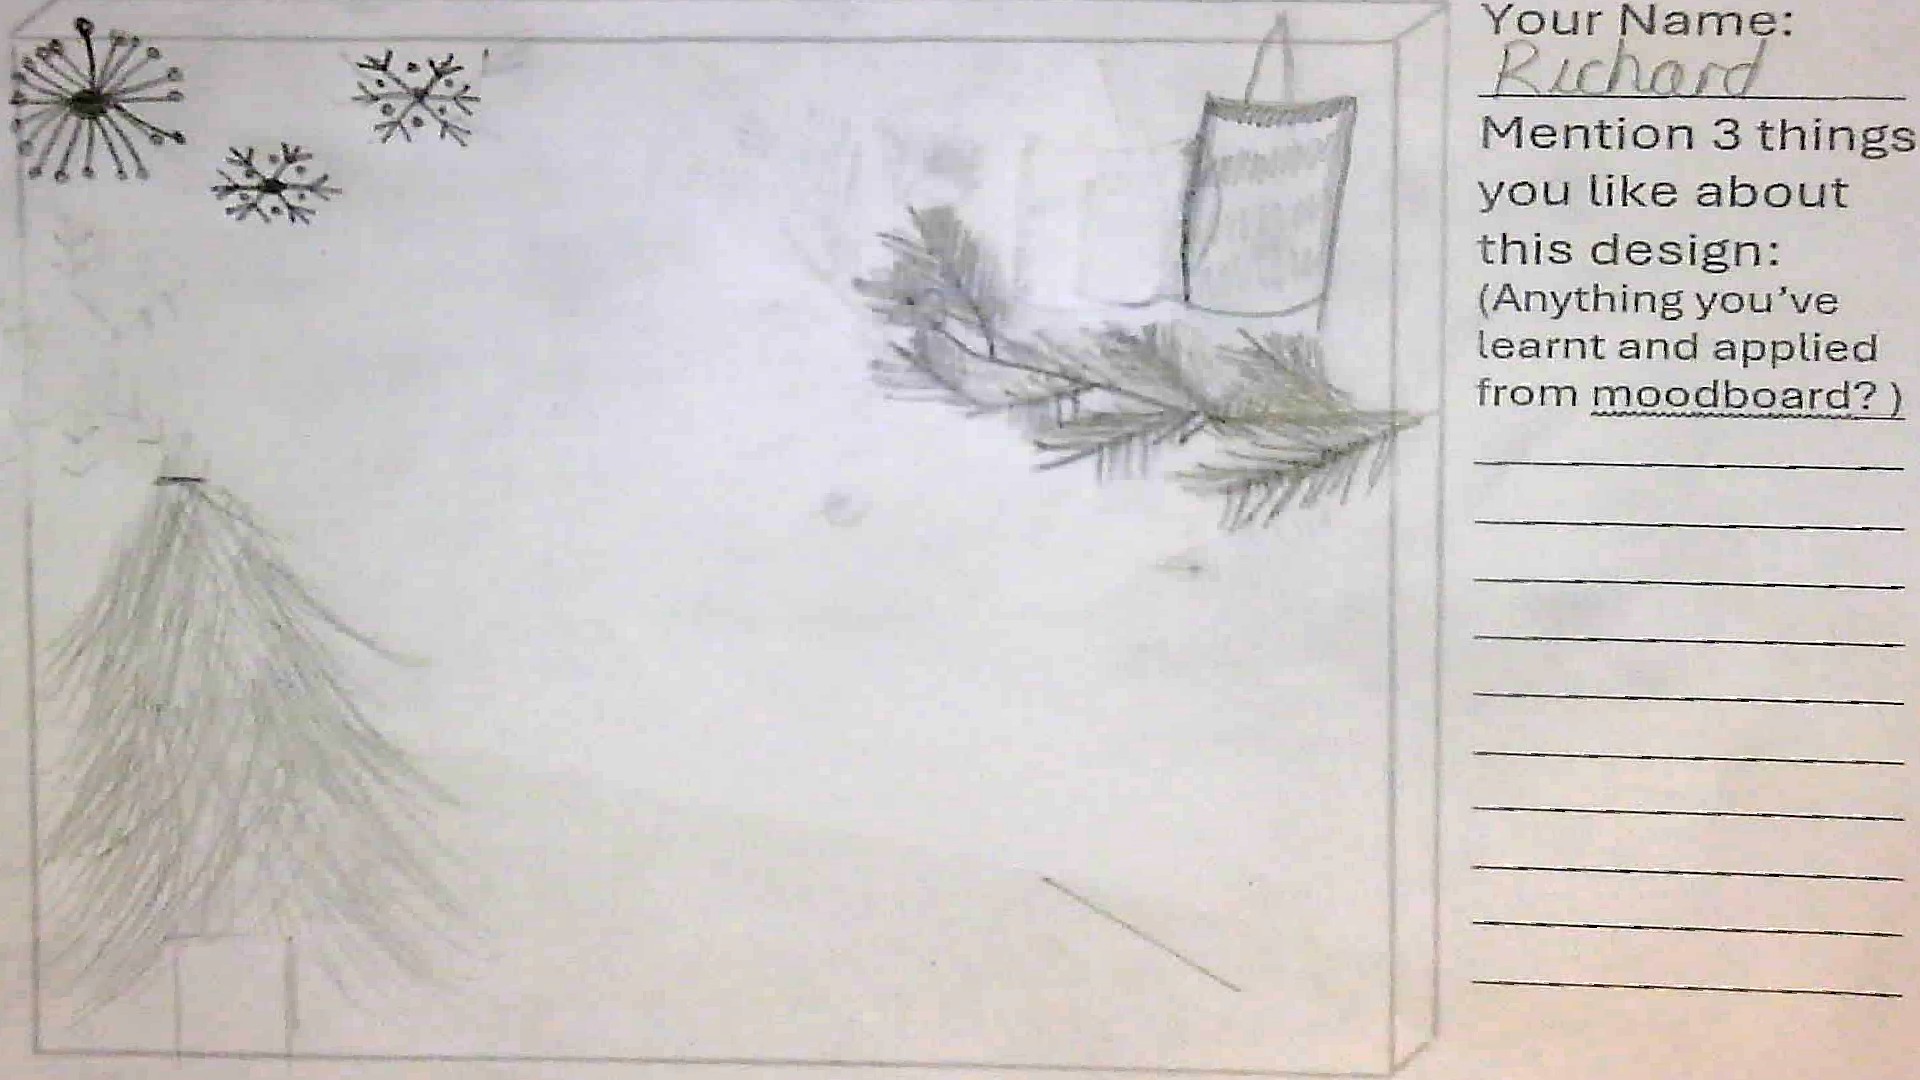 Your Name:
Richard
Mention 3 things
you like about
this design:
(Anything you've
learnt and applied
from moodboard? )